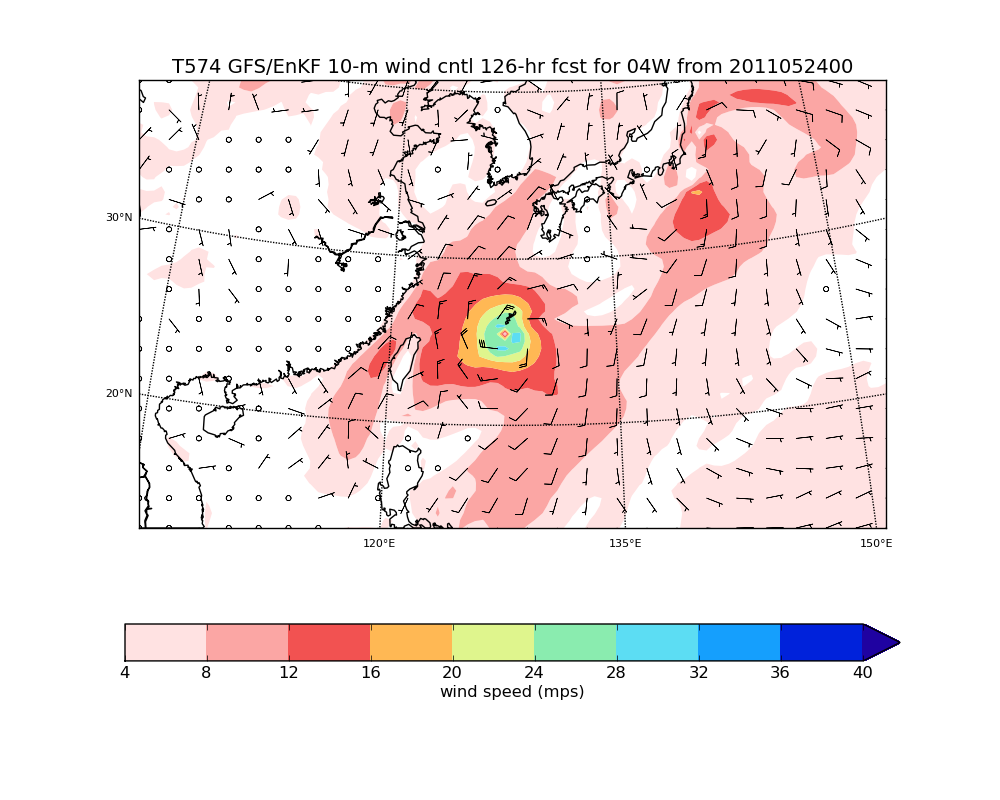 T574 GFS/EnKF 10-m wind cntl 126-hr fcst for 04W from 2011052400
30°N
20°N
120°E 135°E 150°E
4 8 12 16 20 24 28 32 36 40
wind speed (mps)